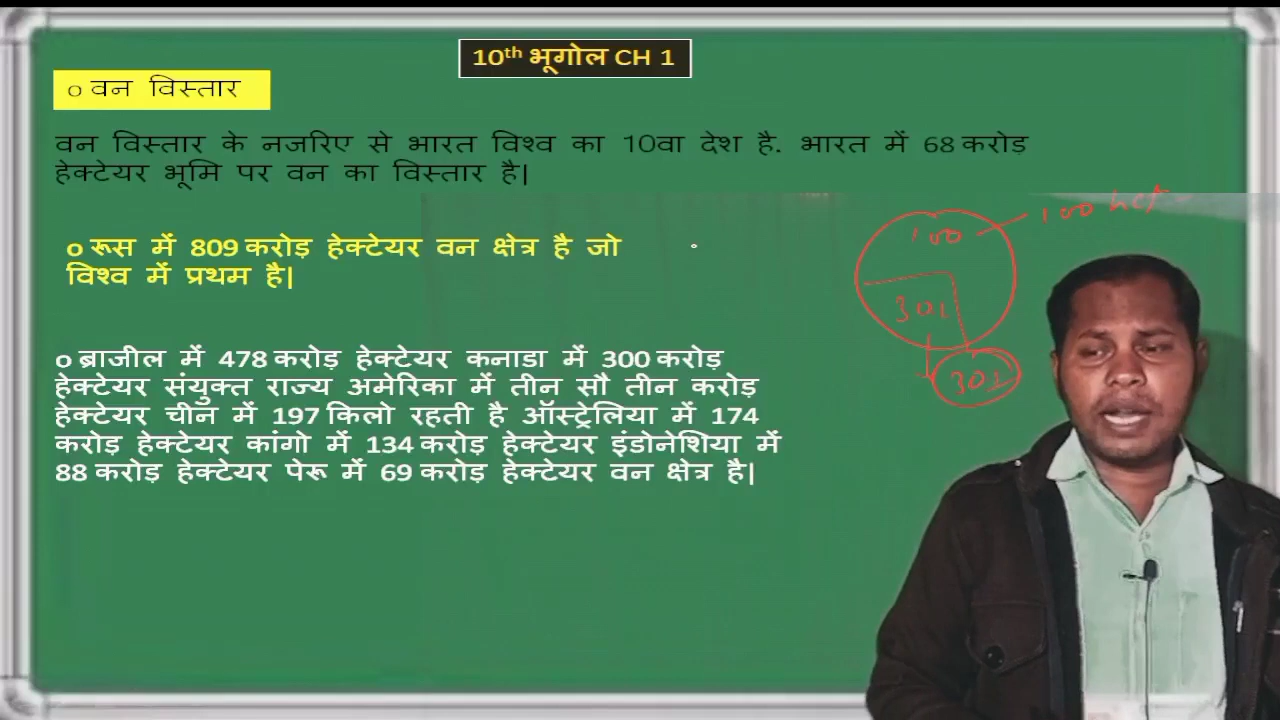 10th भूगोल CH 1
o वन विस्तार
वन विस्तार के नजरिए से भारत विश्व का 10वा देश है. भारत में 68 करोड़
हेक्टेयर भूमि पर वन का विस्तार है|
o रूस में 809 करोड़ हेक्टेयर वन क्षेत्र है जो
विश्व में प्रथम है|
100
301
301
o ब्राजील में 478 करोड़ हेक्टेयर कनाडा में 300 करोड़
हेक्टेयर संयुक्त राज्य अमेरिका में तीन सौ तीन करोड़
हेक्टेयर चीन में 197 किलो रहती है ऑस्ट्रेलिया में 174
करोड़ हेक्टेयर कांगो में 134 करोड़ हेक्टेयर इंडोनेशिया में
88 करोड़ हेक्टेयर पेरू में 69 करोड़ हेक्टेयर वन क्षेत्र है|